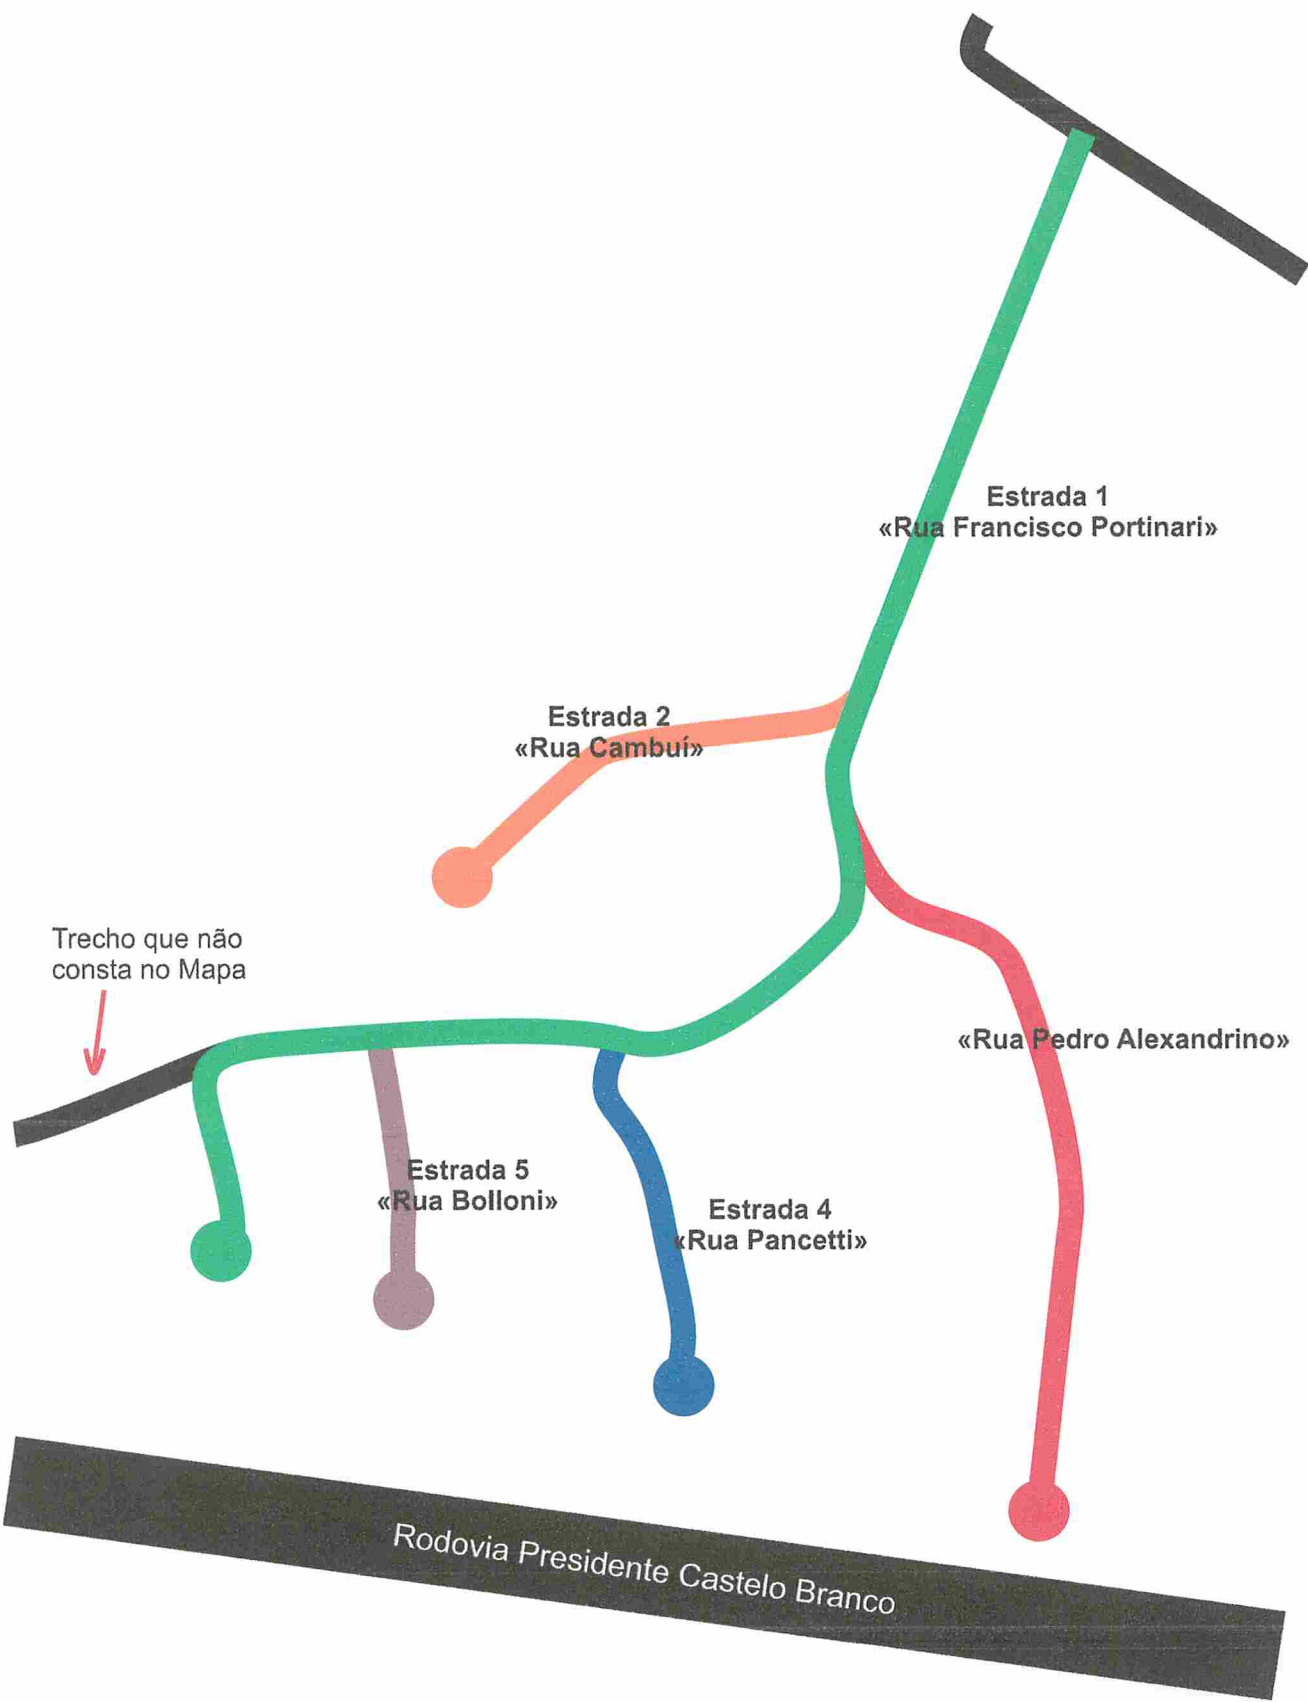 Estrada 1
«Rua Francisco Portinari»
Estrada 2
«Rua Cambuí»
Trecho que não
consta no Mapa
«Rua Pedro Alexandrino»
Estrada 5
«Rua Bolloni»
Estrada 4
«Rua Pancetti»
Rodovia Presidente Castelo Branco